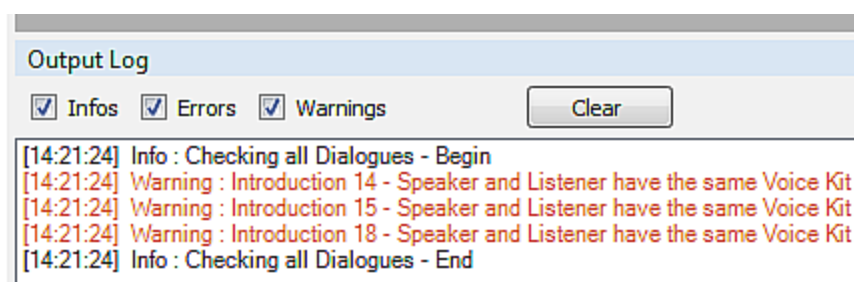 Output Log
Infos Errors Warnings Clear
[14:21:24] Info : Checking all Dialogues - Begin
[14:21:24] Warning : Introduction 14 - Speaker and Listener have the same Voice Kit
[14:21:24] Warning : Introduction 15 - Speaker and Listener have the same Voice Kit
[14:21:24] Warning : Introduction 18 - Speaker and Listener have the same Voice Kit
[14:21:24] Info : Checking all Dialogues - End